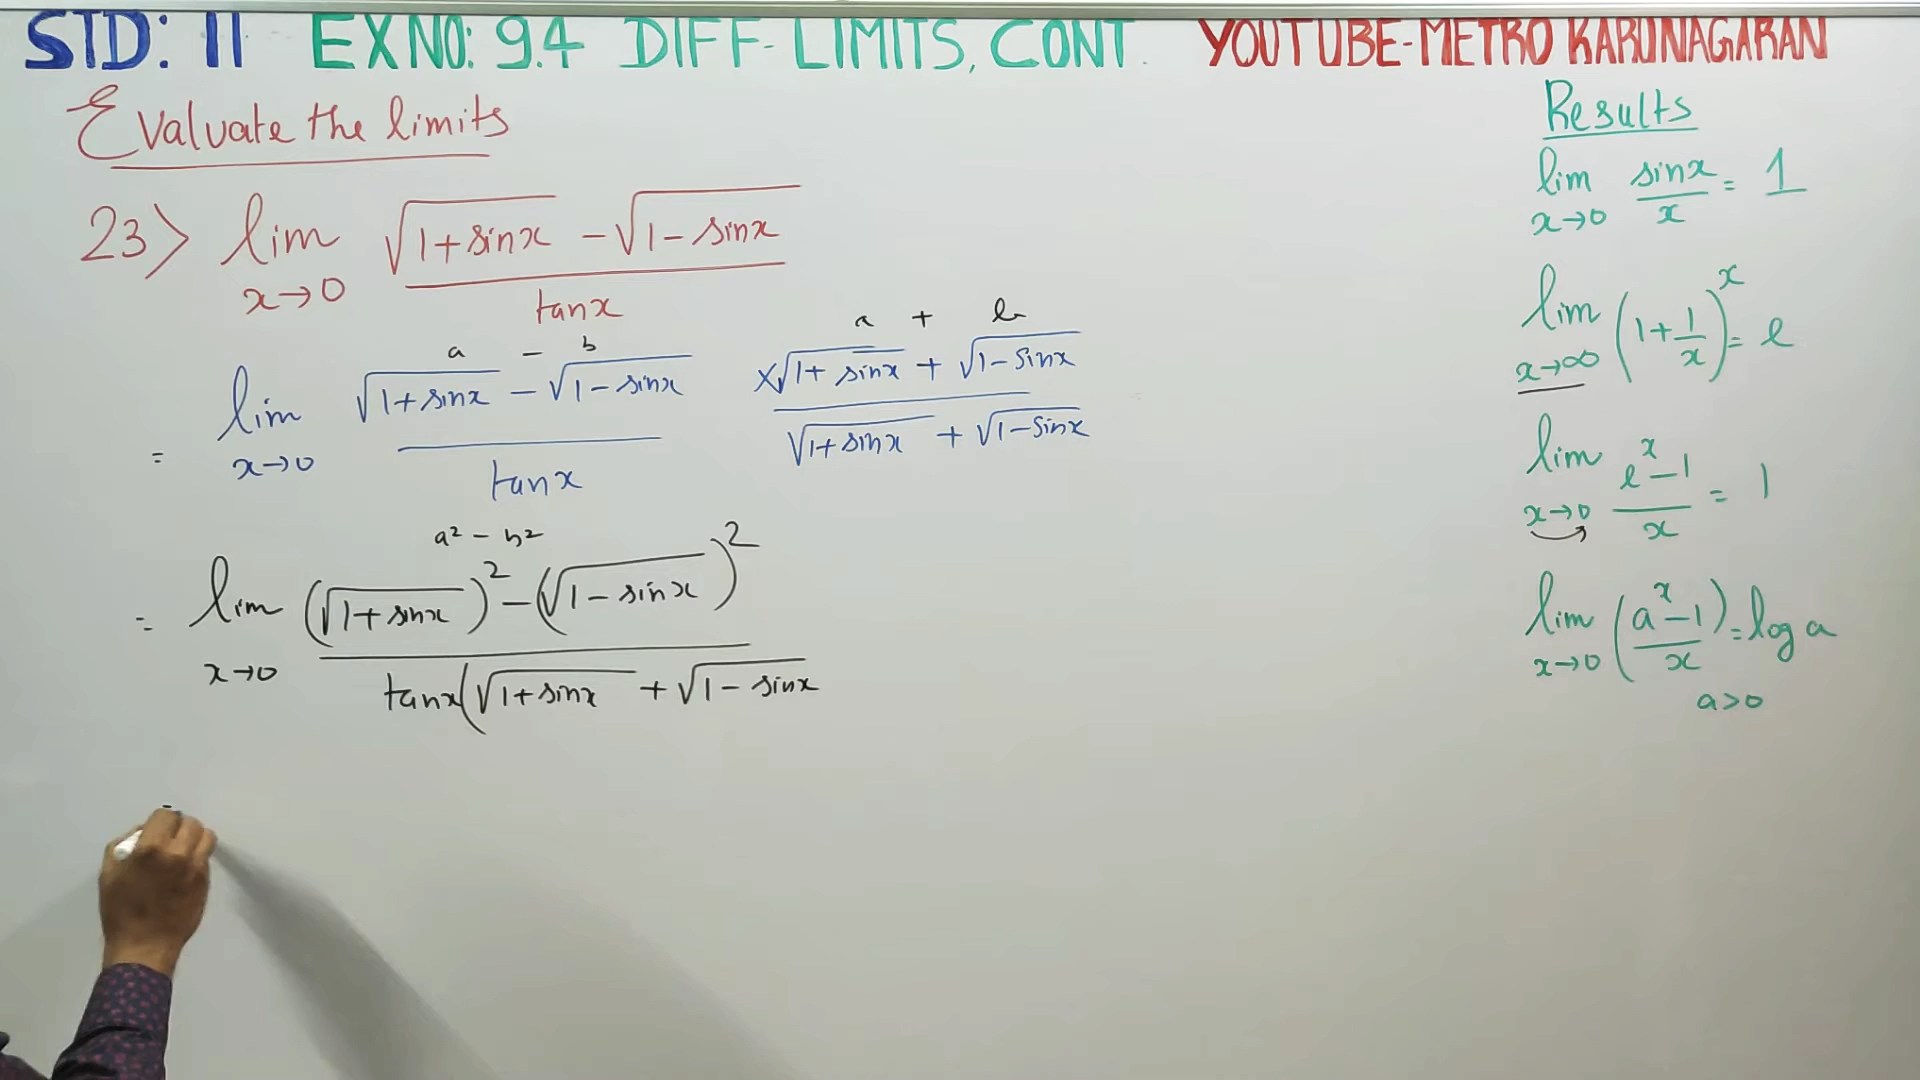 STD: 11 EX NO: 9.4 DIFF- LIMITS, CONT. YOUTUBE-METRO KARUNAGARAN
Evaluate the limits
23> lim x→0 (√(1+sinx) - √(1-sinx)) / tanx
a - b
a + b
= lim x→0 (√(1+sinx) - √(1-sinx)) / tanx × (√(1+sinx) + √(1-sinx)) / (√(1+sinx) + √(1-sinx))
a² - b²
= lim x→0 ((√(1+sinx))² - (√(1-sinx))²) / tanx(√(1+sinx) + √(1-sinx)
Results
lim x→0 sinx/x = 1
lim x→∞ (1+1/x)^x = e
lim x→0 (e^x-1)/x = 1
lim x→0 ((a^x-1)/x) = log a
a>0